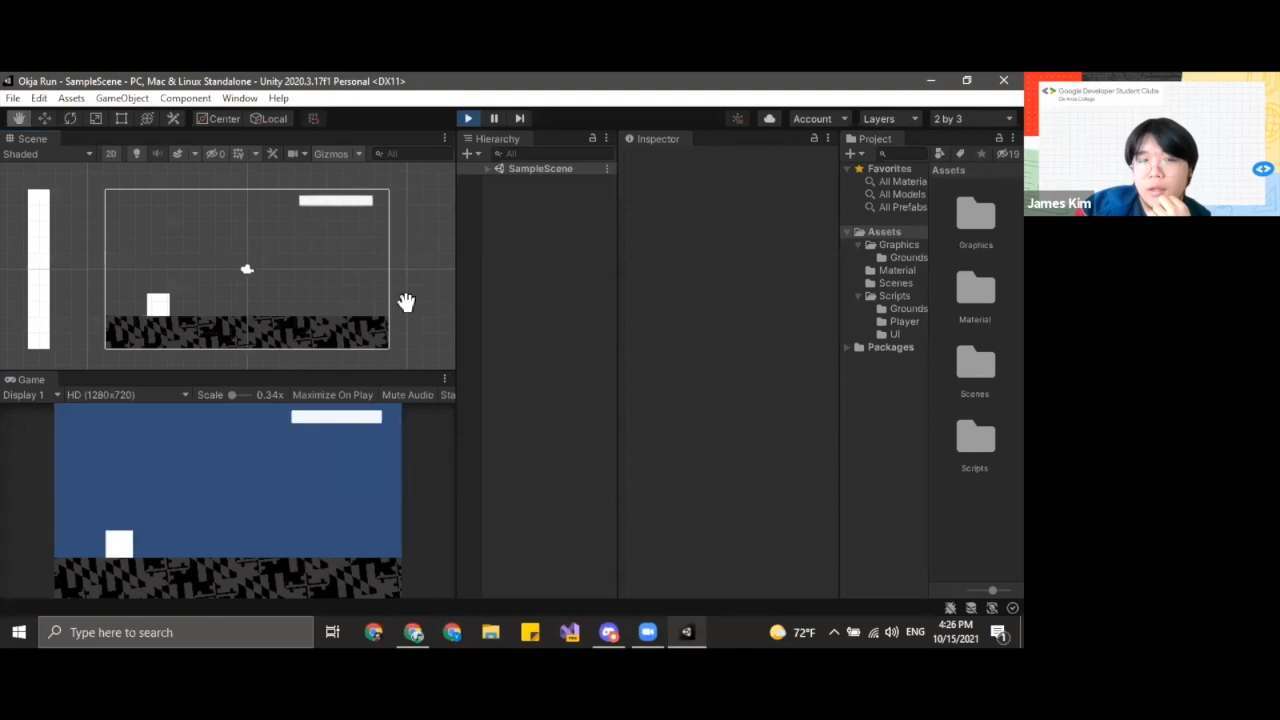 Okja Run - SampleScene - PC, Mac & Linux Standalone - Unity 2020.3.17f1 Personal <DX11>
File Edit Assets GameObject Component Window Help
Center Local Account Layers 2 by 3
Scene
Shaded 2D 0 Gizmos All
Hierarchy
All
SampleScene
Inspector
Project
19
Favorites
All Materia
All Models
All Prefabs
Assets
Graphics
Grounds
Material
Scenes
Scripts
Grounds
Player
UI
Packages
Assets
Graphics
Material
Scenes
Scripts
Game
Display 1 HD (1280x720) Scale 0.34x Maximize On Play Mute Audio Sta
Type here to search
72°F ENG
4:26 PM
10/15/2021
1
Google Developer Student Clubs
De Anza College
James Kim